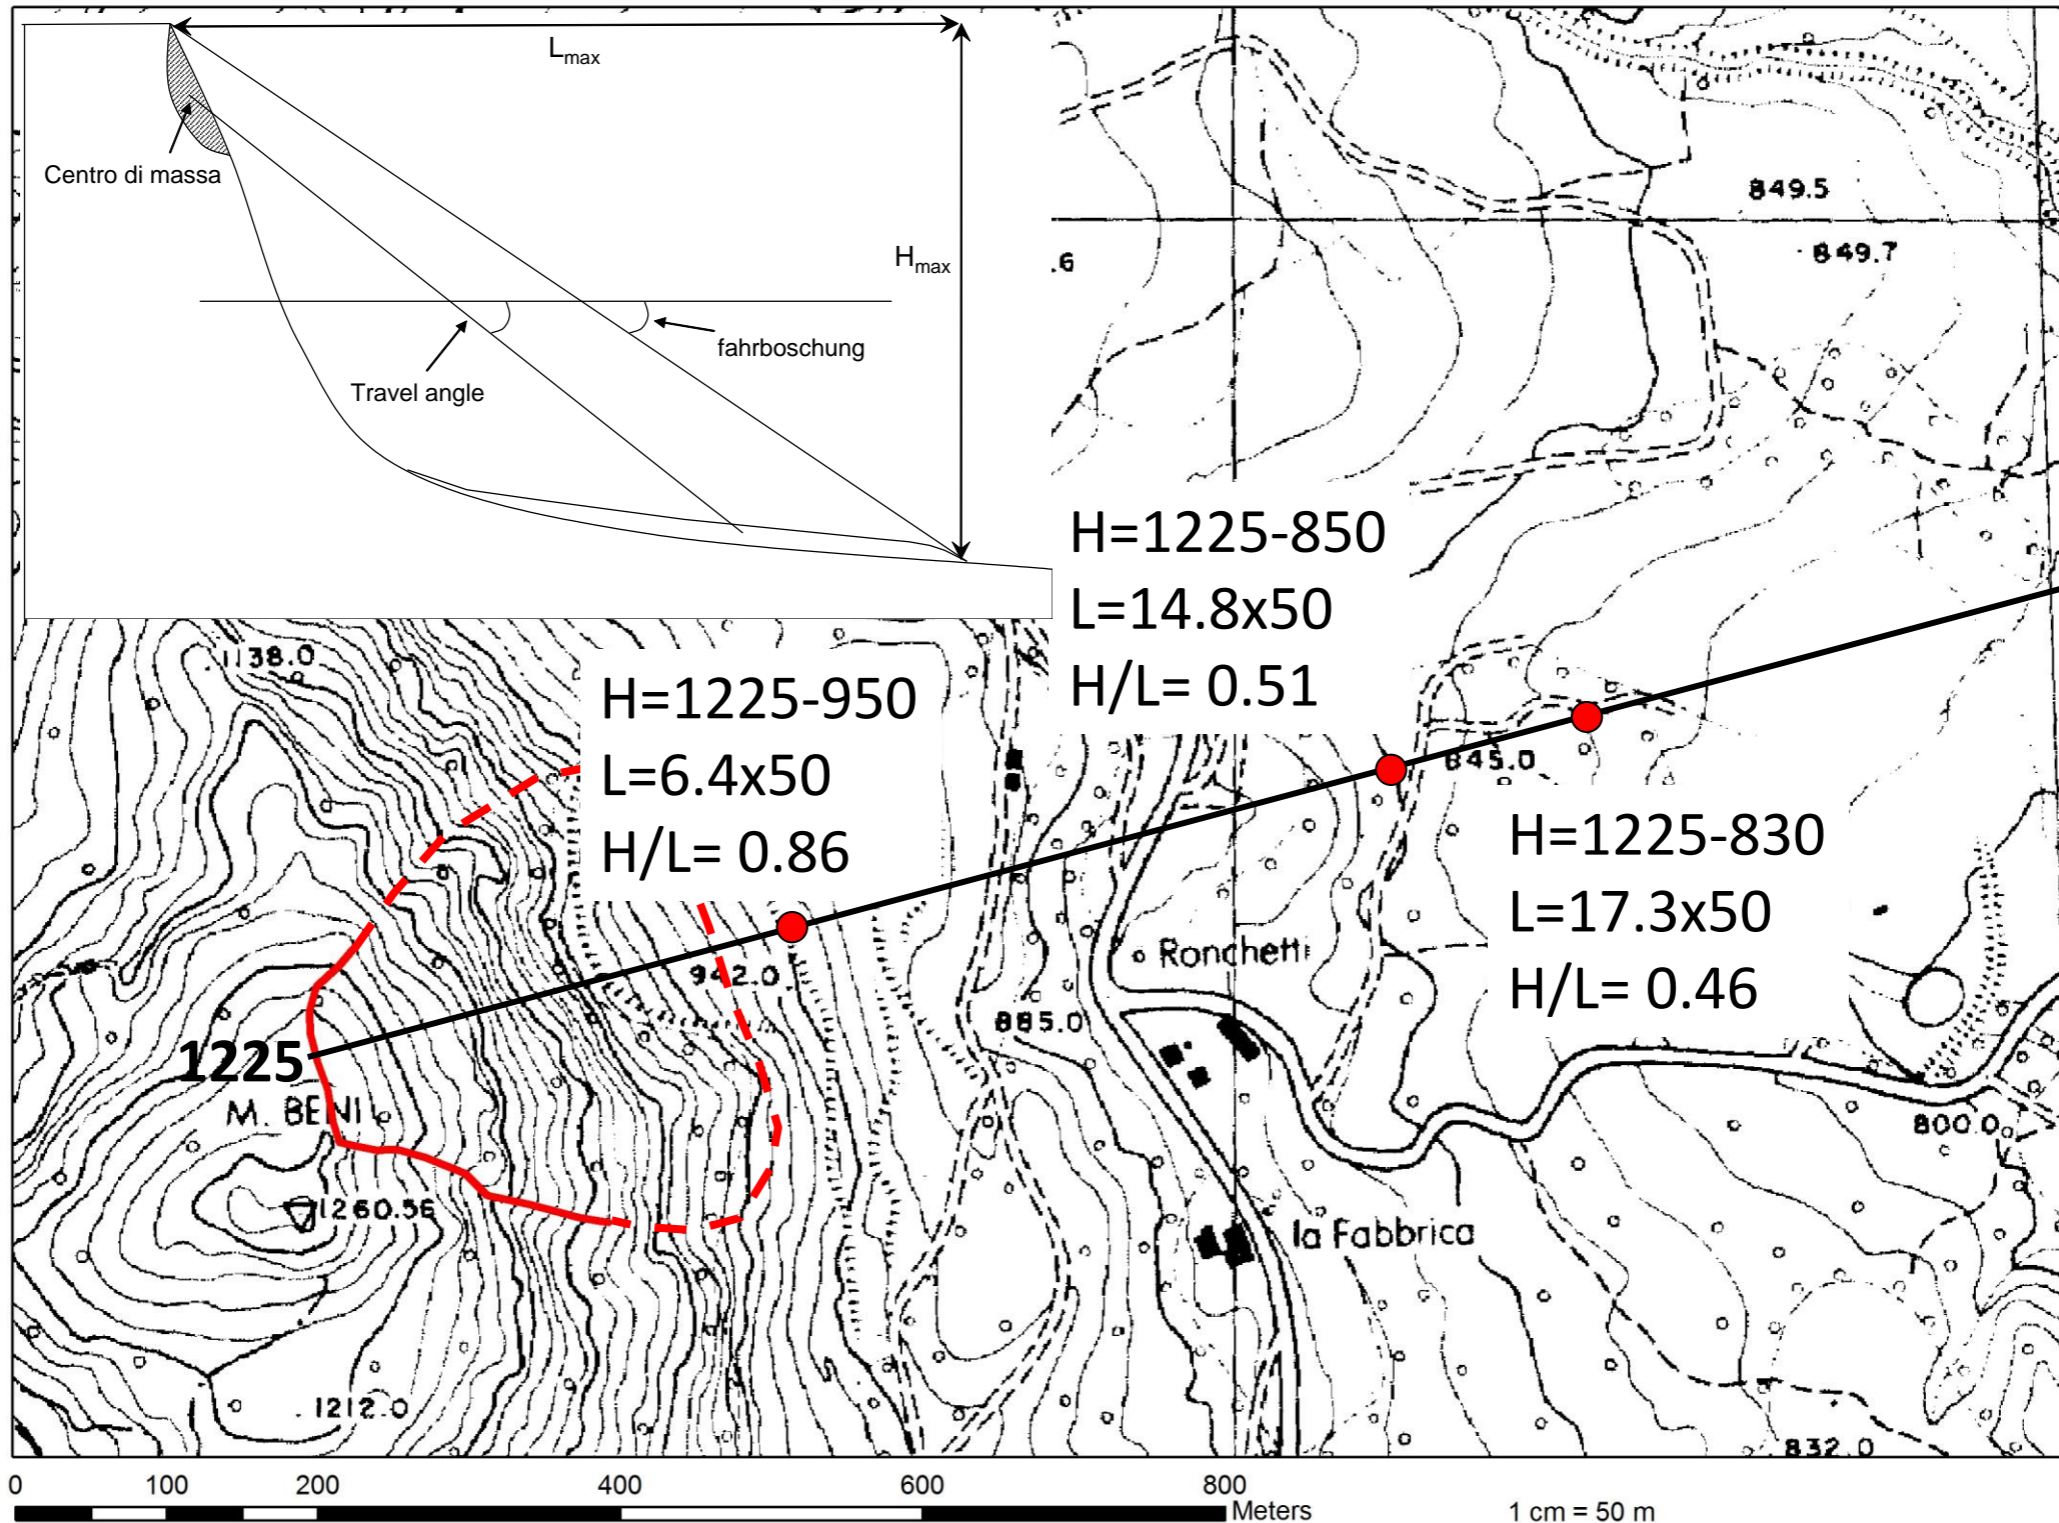 Lmax
Centro di massa
Hmax
fahrboschung
Travel angle
849.5
849.7
.6
H=1225-850
L=14.8x50
H/L= 0.51
1138.0
H=1225-950
L=6.4x50
H/L= 0.86
845.0
H=1225-830
L=17.3x50
H/L= 0.46
942.0
Ronchetti
885.0
1225
M. BENI
800.0
1260.56
la Fabbrica
1212.0
832.0
0 100 200 400 600 800
Meters
1 cm = 50 m